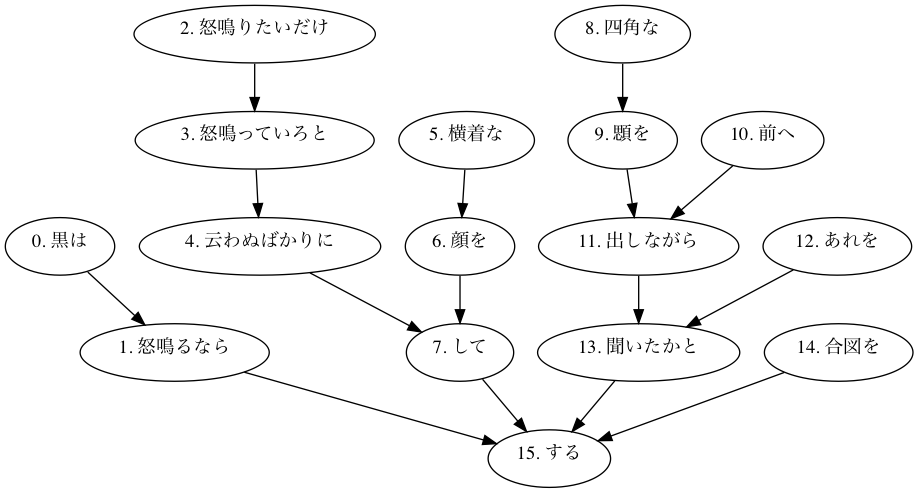 2. 怒鳴りたいだけ
8. 四角な
3. 怒鳴っていろと
5. 横着な
9. 顋を
10. 前へ
0. 黒は
4. 云わぬばかりに
6. 顔を
11. 出しながら
12. あれを
1. 怒鳴るなら
7. して
13. 聞いたかと
14. 合図を
15. する